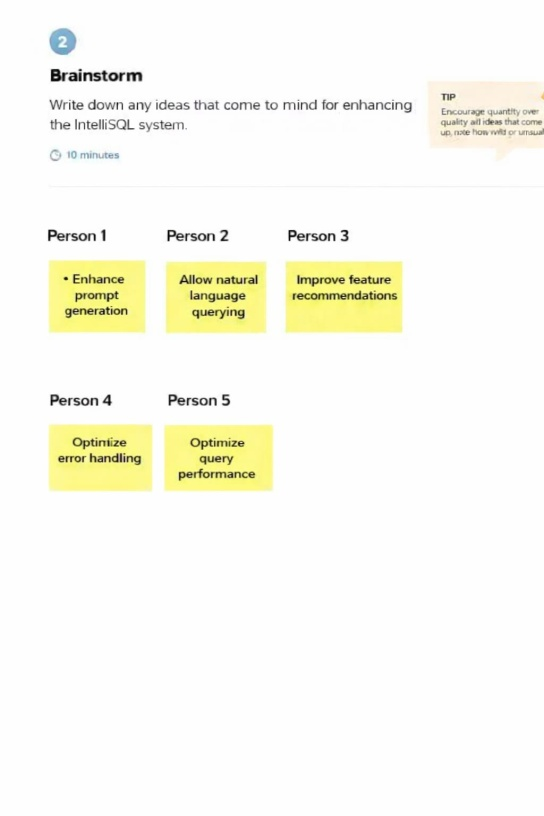 2
Brainstorm
Write down any ideas that come to mind for enhancing
the IntelliSQL system.
10 minutes
TIP
Encourage quantity over
quality all ideas that come
up, note how wild or unusual
Person 1
Person 2
Person 3
• Enhance
prompt
generation
Allow natural
language
querying
Improve feature
recommendations
Person 4
Person 5
Optimize
error handling
Optimize
query
performance